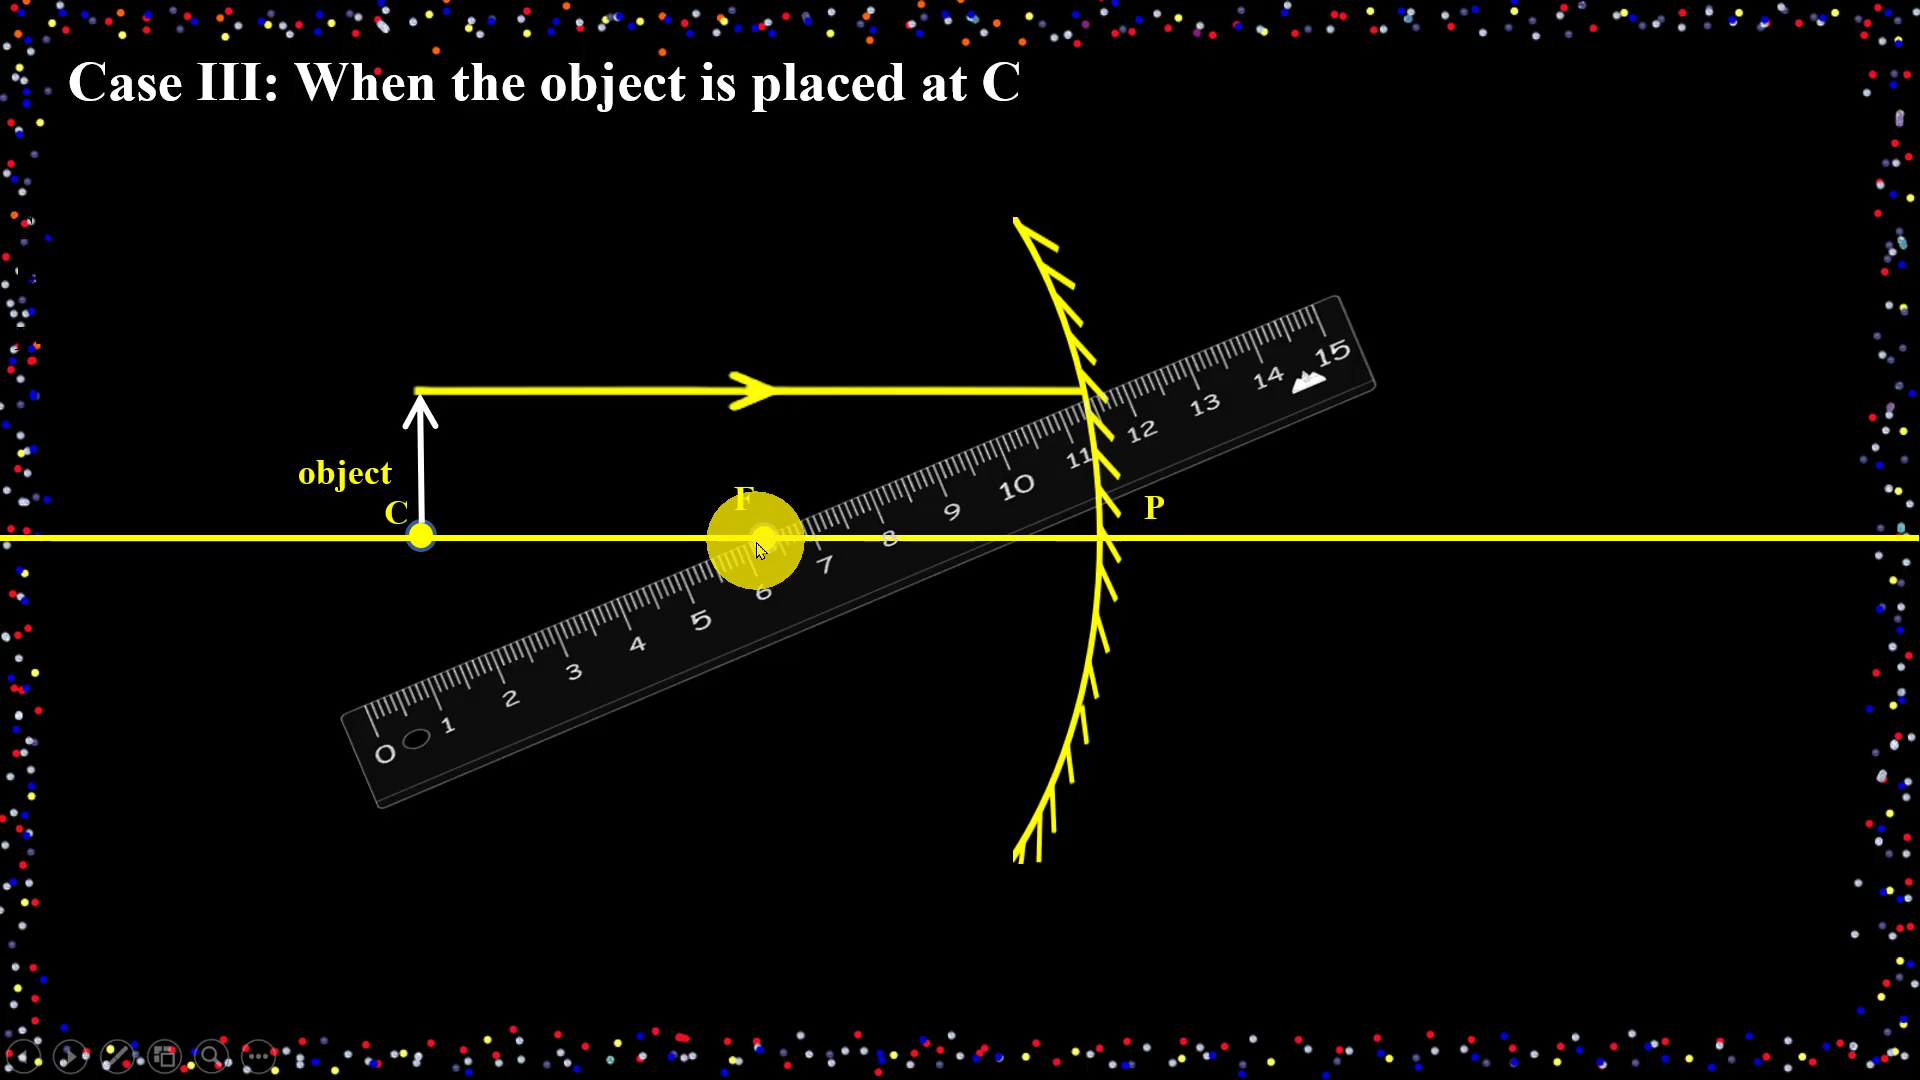 Case III: When the object is placed at C
object
C
F
P
0 1 2 3 4 5 6 7 8 9 10 11 12 13 14 15